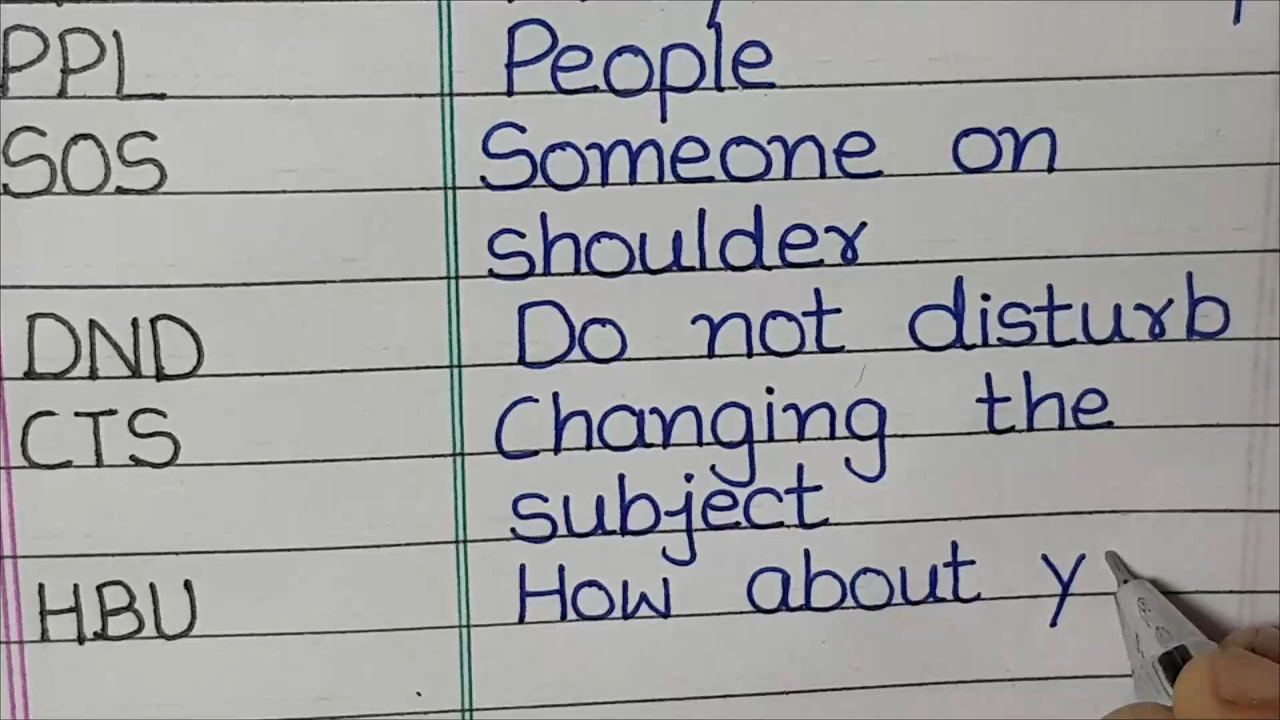 PPL People
SOS Someone on
shoulder
DND Do not disturb
CTS Changing the
subject
HBU How about y